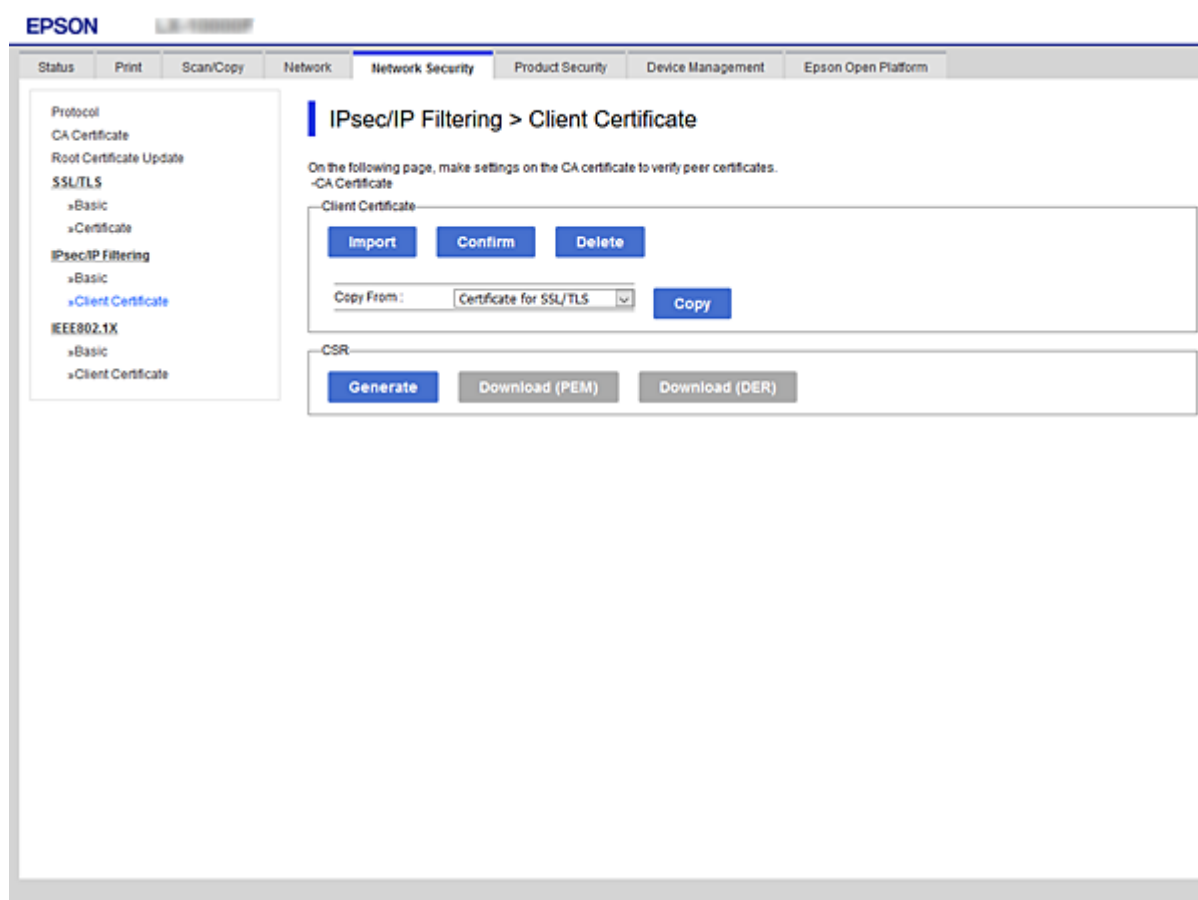 EPSON
Status Print Scan/Copy Network Network Security Product Security Device Management Epson Open Platform
Protocol
CA Certificate
Root Certificate Update
SSL/TLS
»Basic
»Certificate
IPsec/IP Filtering
»Basic
»Client Certificate
IEEE802.1X
»Basic
»Client Certificate
IPsec/IP Filtering > Client Certificate
On the following page, make settings on the CA certificate to verify peer certificates.
-CA Certificate
Client Certificate
Import Confirm Delete
Copy From : Certificate for SSL/TLS Copy
CSR
Generate Download (PEM) Download (DER)